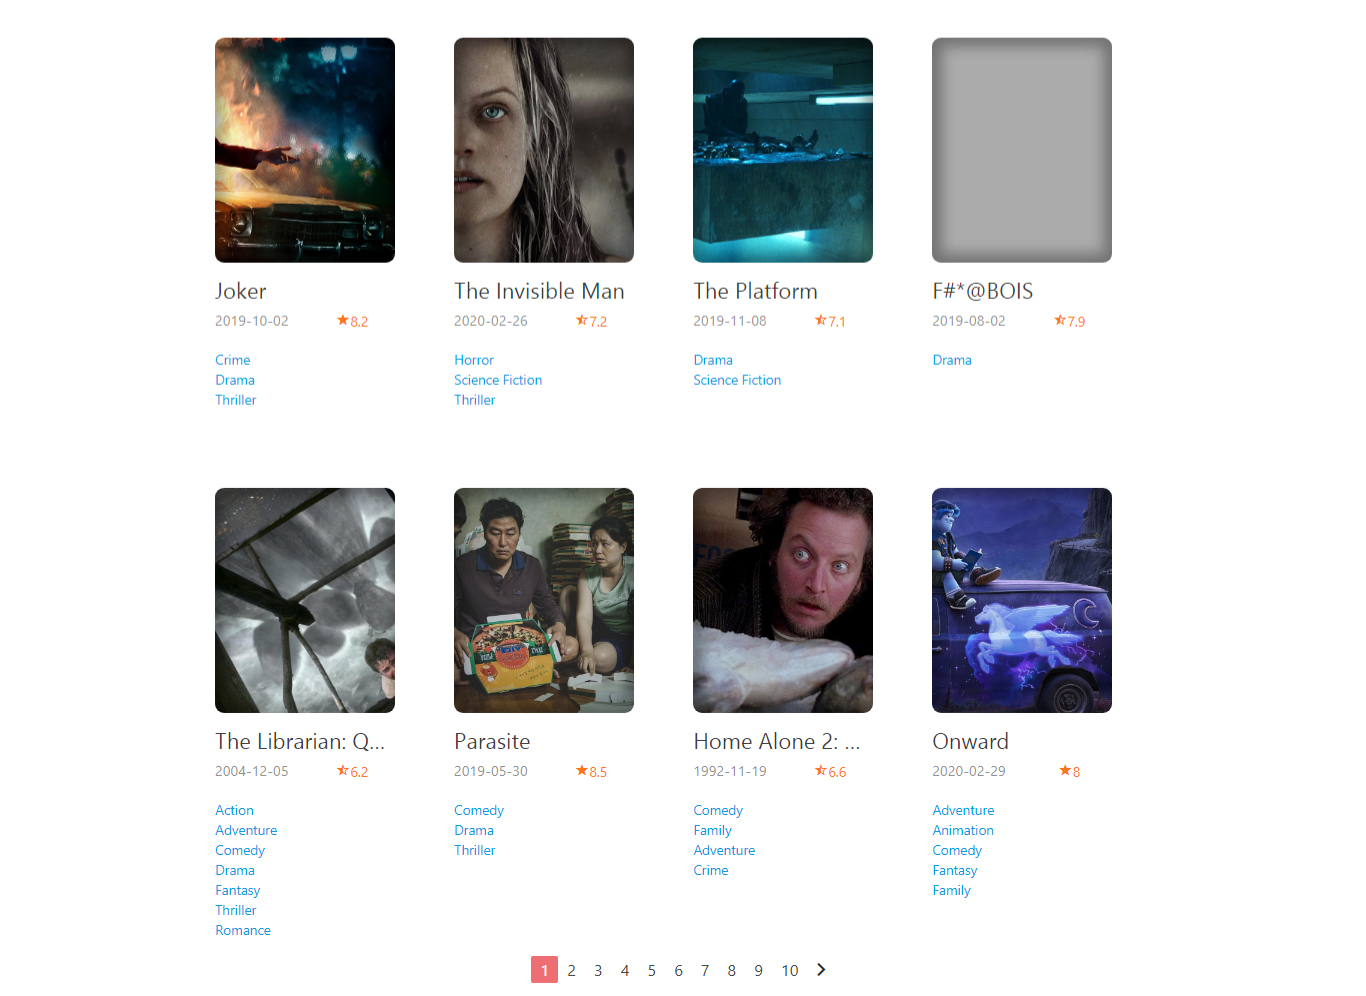 Joker
2019-10-02 8.2
Crime
Drama
Thriller
The Invisible Man
2020-02-26 7.2
Horror
Science Fiction
Thriller
The Platform
2019-11-08 7.1
Drama
Science Fiction
F#*@BOIS
2019-08-02 7.9
Drama
The Librarian: Q...
2004-12-05 6.2
Action
Adventure
Comedy
Drama
Fantasy
Thriller
Romance
Parasite
2019-05-30 8.5
Comedy
Drama
Thriller
Home Alone 2: ...
1992-11-19 6.6
Comedy
Family
Adventure
Crime
Onward
2020-02-29 8
Adventure
Animation
Comedy
Fantasy
Family
1 2 3 4 5 6 7 8 9 10